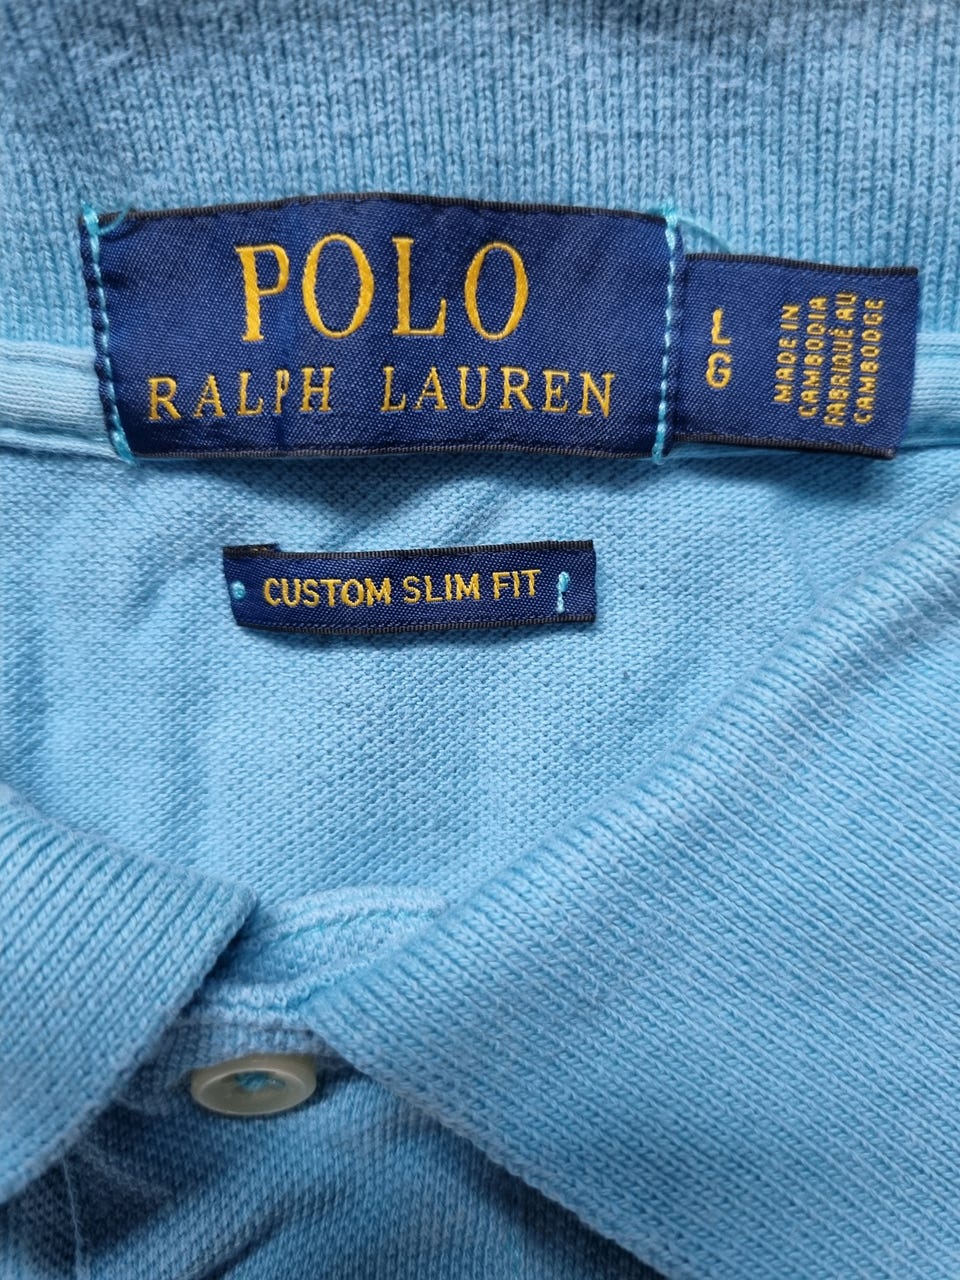 POLO
RALPH LAUREN
L
G
MADE IN
CAMBODIA
FABRIQUÉ AU
CAMBODGE
CUSTOM SLIM FIT